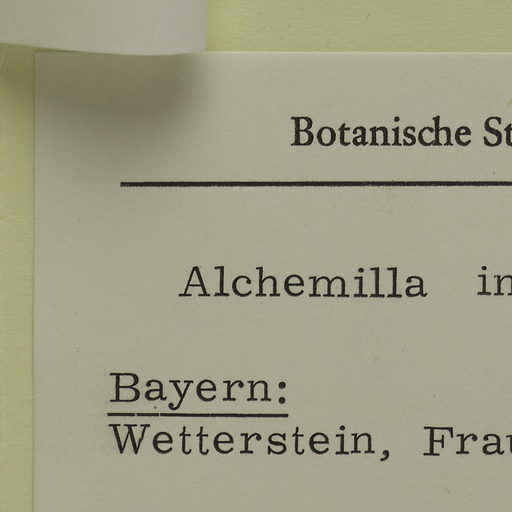 Botanische St
Alchemilla in
Bayern:
Wetterstein, Frau